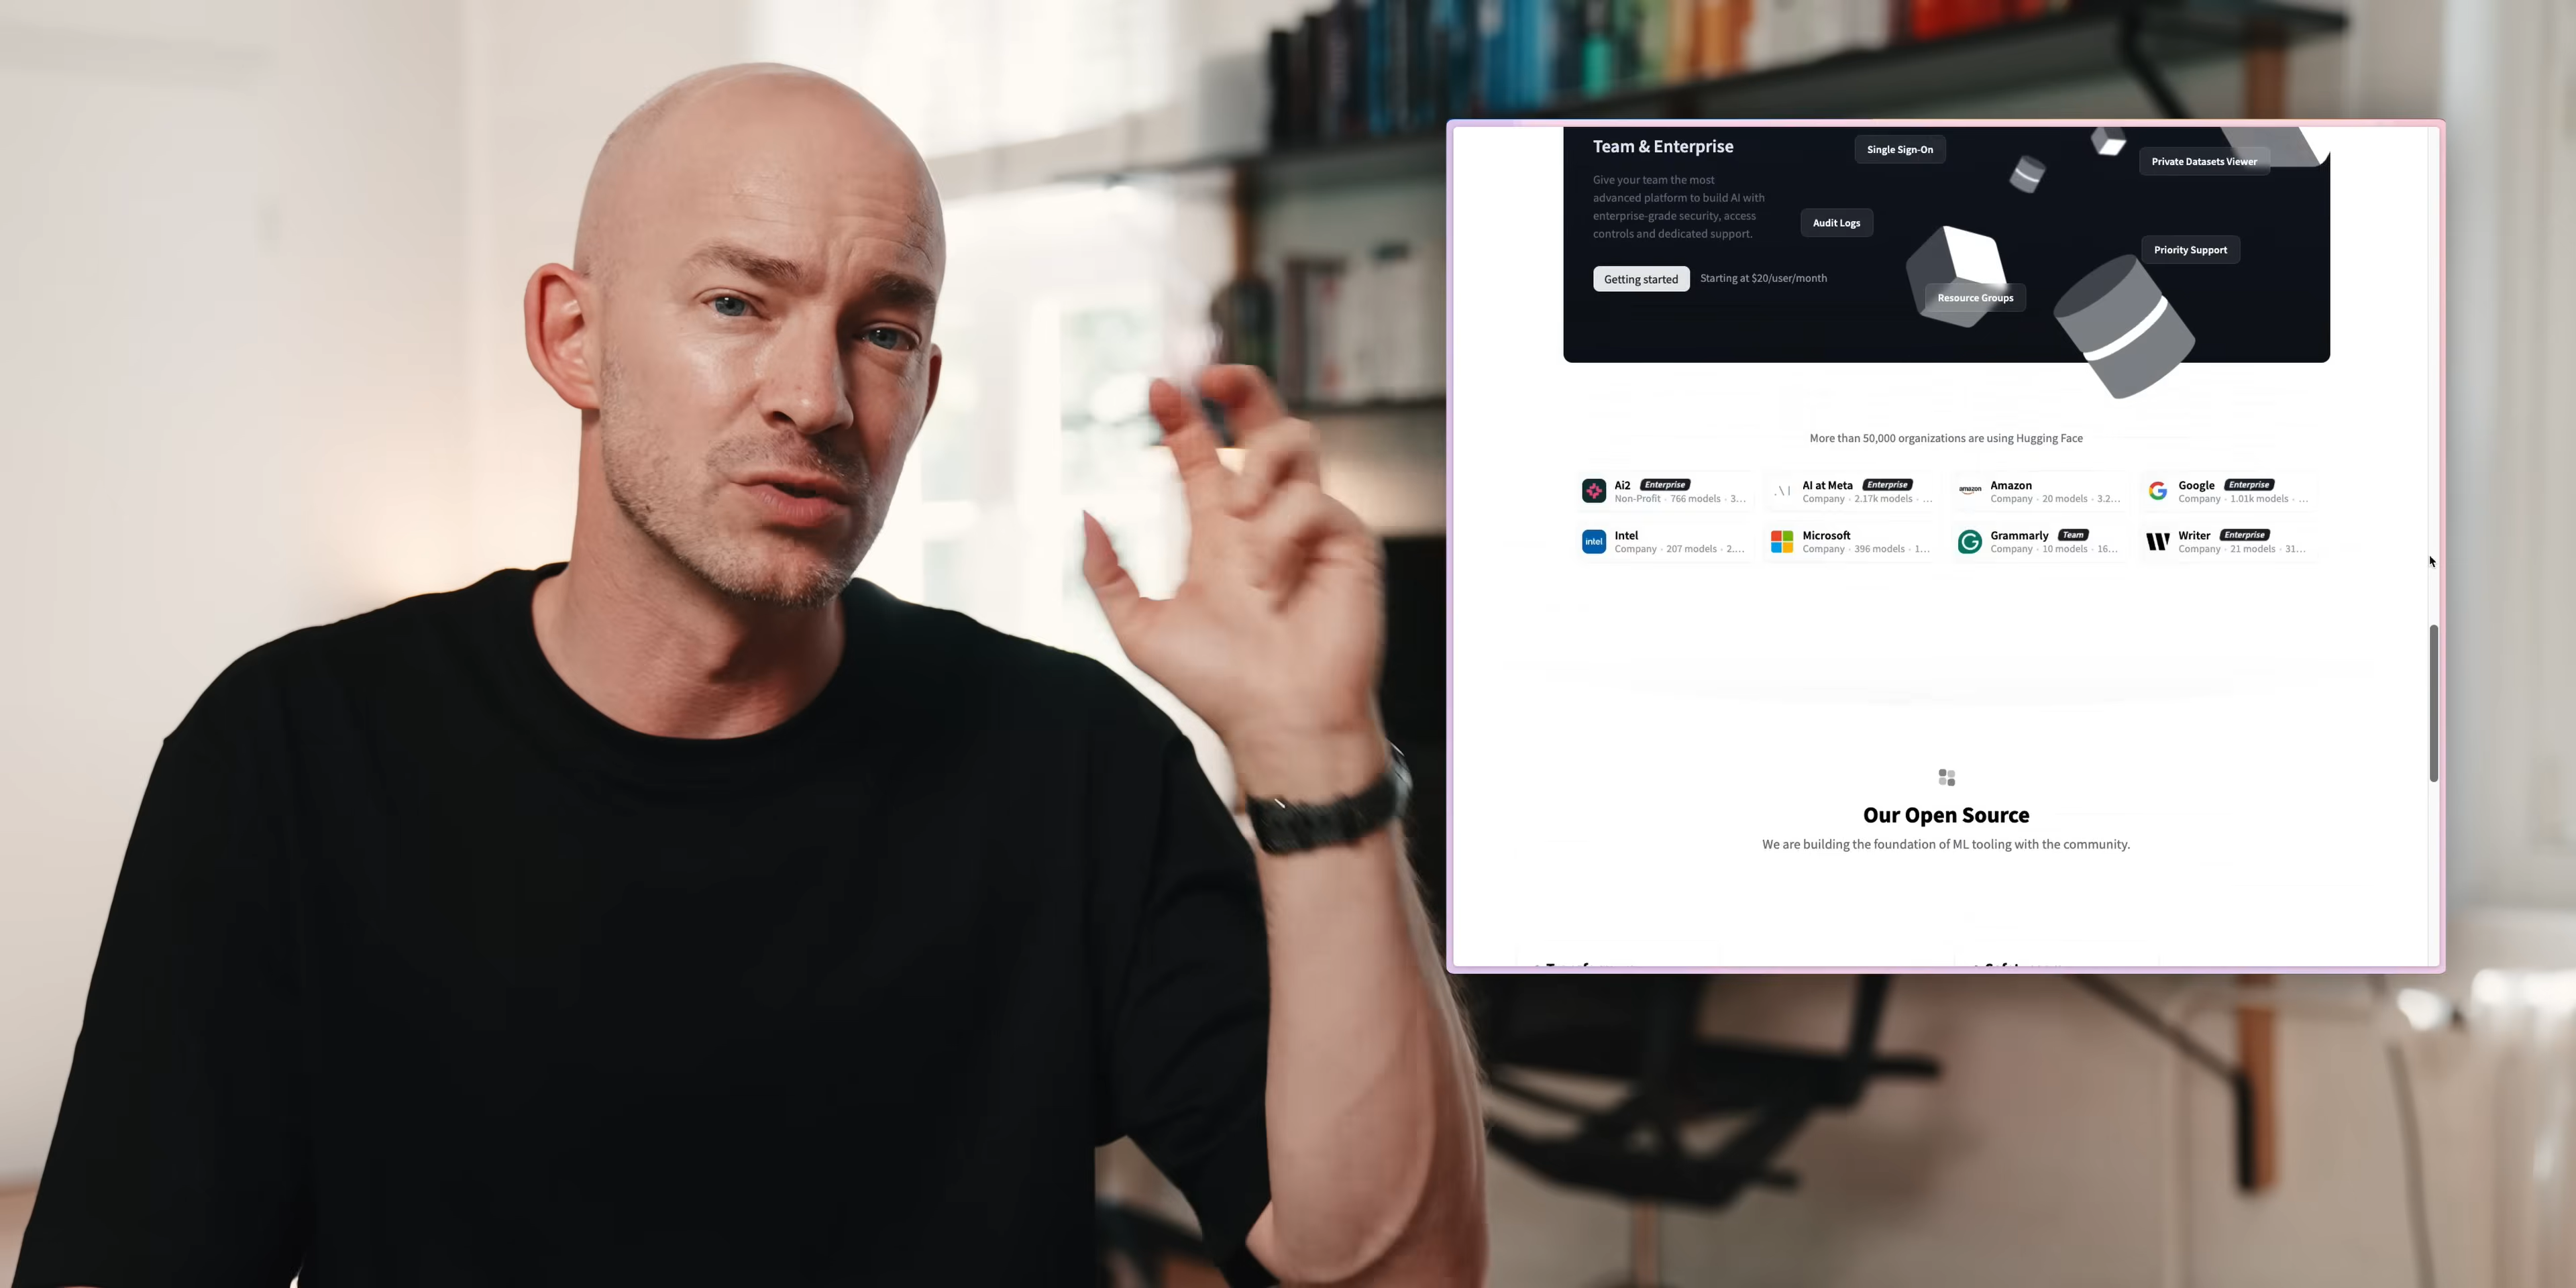 Team & Enterprise
Give your team the most
advanced platform to build AI with
enterprise-grade security, access
controls and dedicated support.
Getting started
Starting at $20/user/month
Single Sign-On
Private Datasets Viewer
Audit Logs
Priority Support
Resource Groups
More than 50,000 organizations are using Hugging Face
Ai2 Enterprise
Non-Profit · 766 models · 3...
AI at Meta Enterprise
Company · 2.17k models · ...
amazon
Amazon
Company · 20 models · 3.2...
Google Enterprise
Company · 1.01k models · ...
intel
Intel
Company · 207 models · 2....
Microsoft
Company · 396 models · 1...
Grammarly Team
Company · 10 models · 16...
Writer Enterprise
Company · 21 models · 31...
Our Open Source
We are building the foundation of ML tooling with the community.